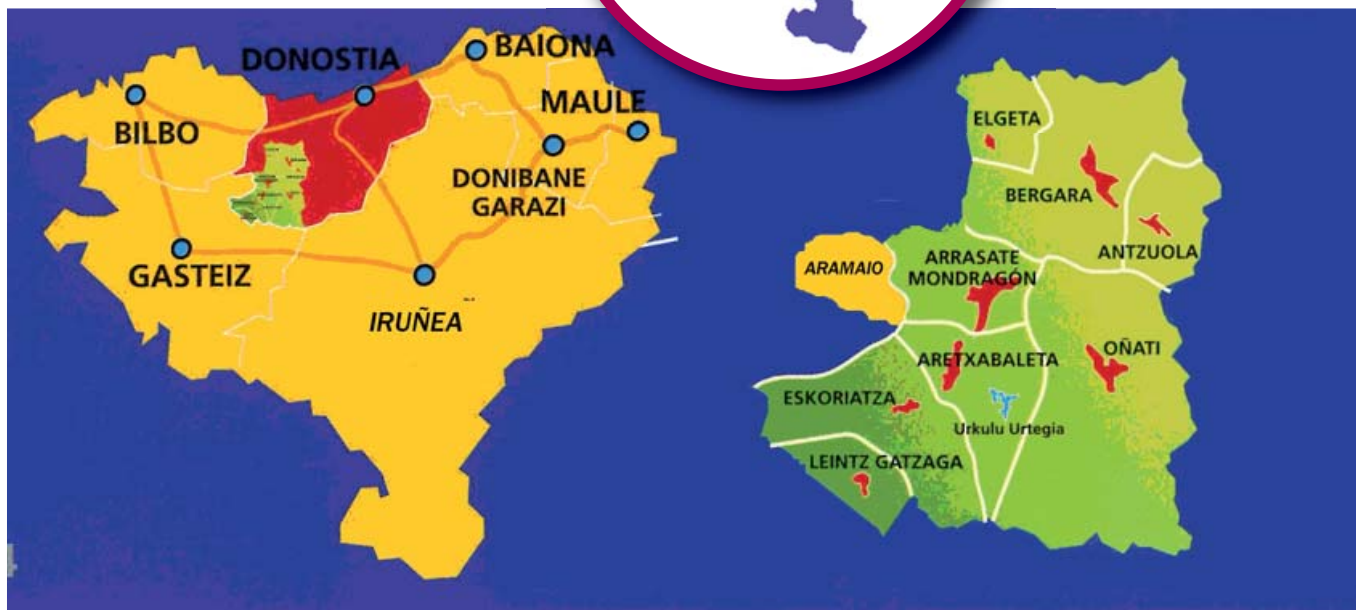 DONOSTIA
BAIONA
MAULE
BILBO
DONIBANE
GARAZI
GASTEIZ
IRUÑEA
ELGETA
BERGARA
ANTZUOLA
ARAMAIO
ARRASATE
MONDRAGÓN
ARETXABALETA
OÑATI
ESKORIATZA
Urkulu Urtegia
LEINTZ GATZAGA